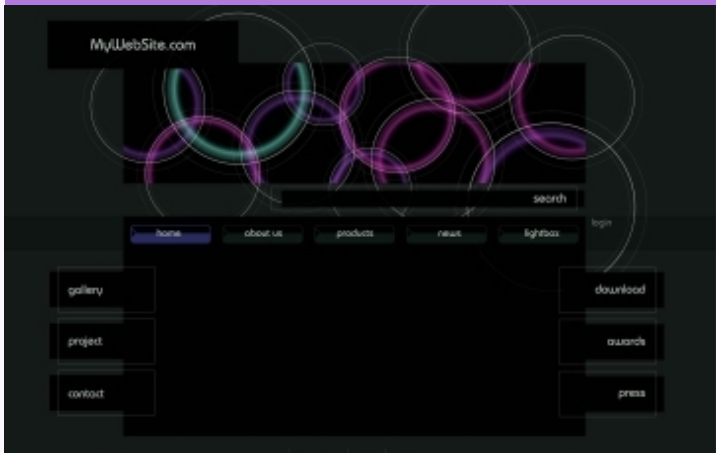 MyWebSite.com
search
login
home about us products news lightbox
gallery
download
project
awards
contact
press